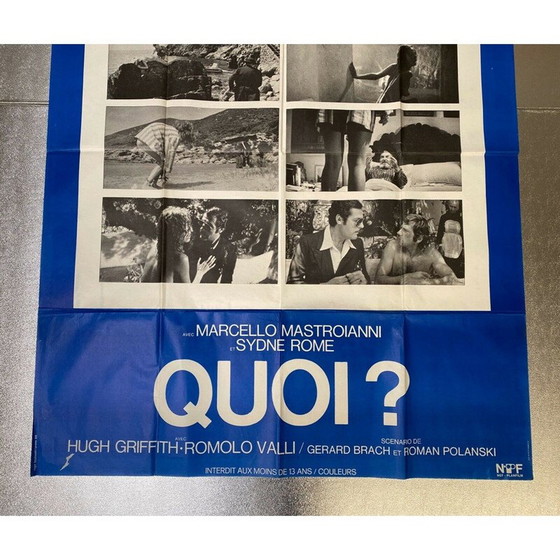 AVEC MARCELLO MASTROIANNI
ET SYDNE ROME
QUOI ?
AVEC
HUGH GRIFFITH · ROMOLO VALLI / SCENARIO DE GERARD BRACH ET ROMAN POLANSKI
INTERDIT AUX MOINS DE 13 ANS / COULEURS
NPF